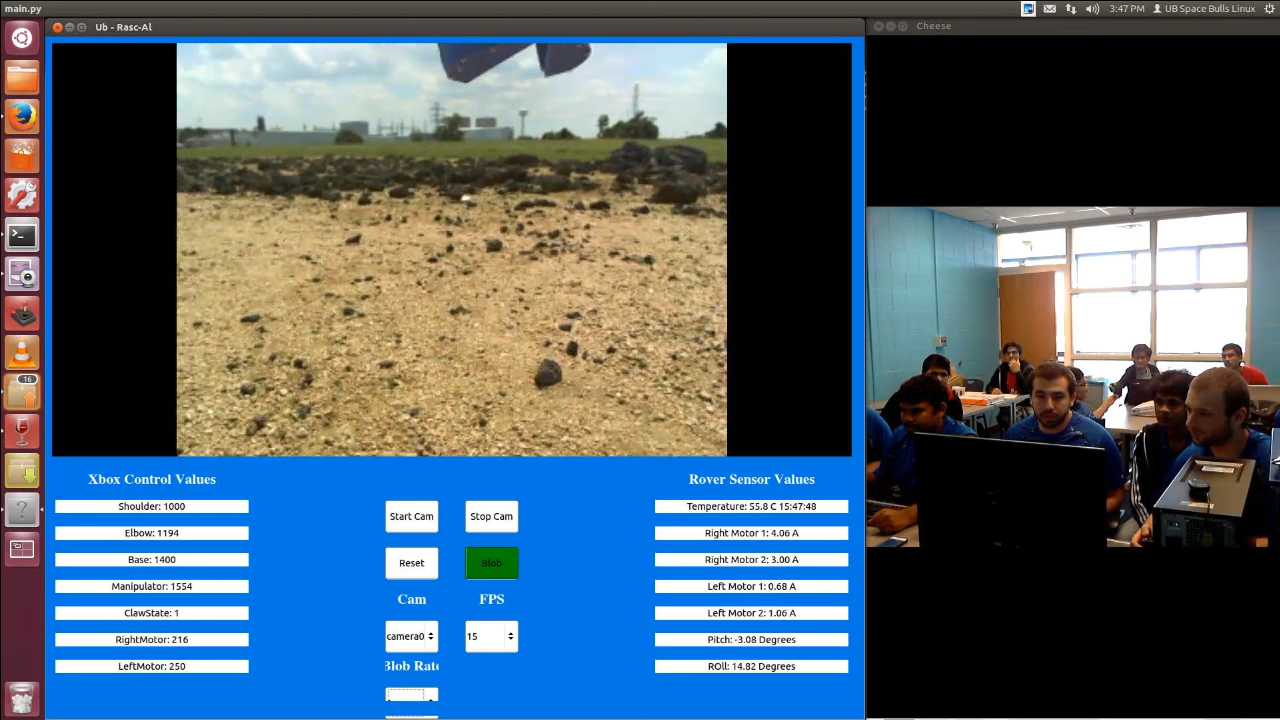 main.py
3:47 PM
UB Space Bulls Linux
Ub - Rasc-Al
Cheese
16
Xbox Control Values
Shoulder: 1000
Elbow: 1194
Base: 1400
Manipulator: 1554
ClawState: 1
RightMotor: 216
LeftMotor: 250
Start Cam
Stop Cam
Reset
Blob
Cam
FPS
camera0
15
Blob Rate
Rover Sensor Values
Temperature: 55.8 C 15:47:48
Right Motor 1: 4.06 A
Right Motor 2: 3.00 A
Left Motor 1: 0.68 A
Left Motor 2: 1.06 A
Pitch: -3.08 Degrees
ROll: 14.82 Degrees